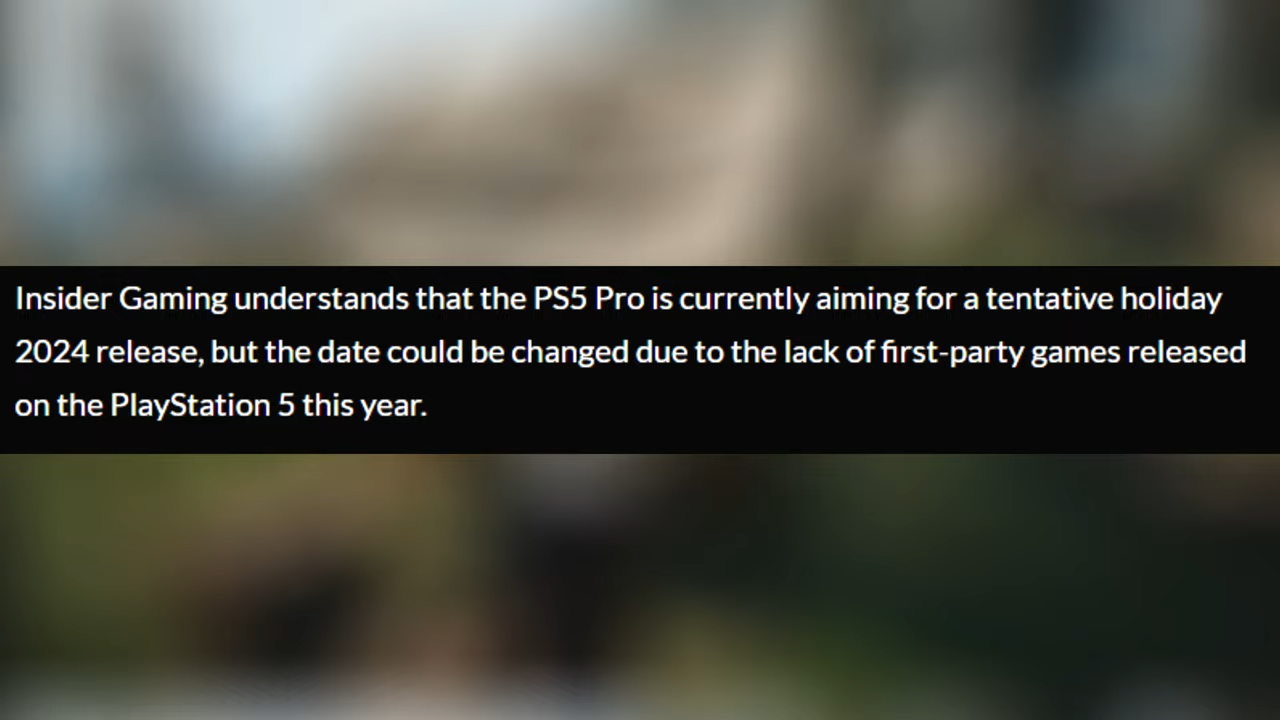 Insider Gaming understands that the PS5 Pro is currently aiming for a tentative holiday
2024 release, but the date could be changed due to the lack of first-party games released
on the PlayStation 5 this year.